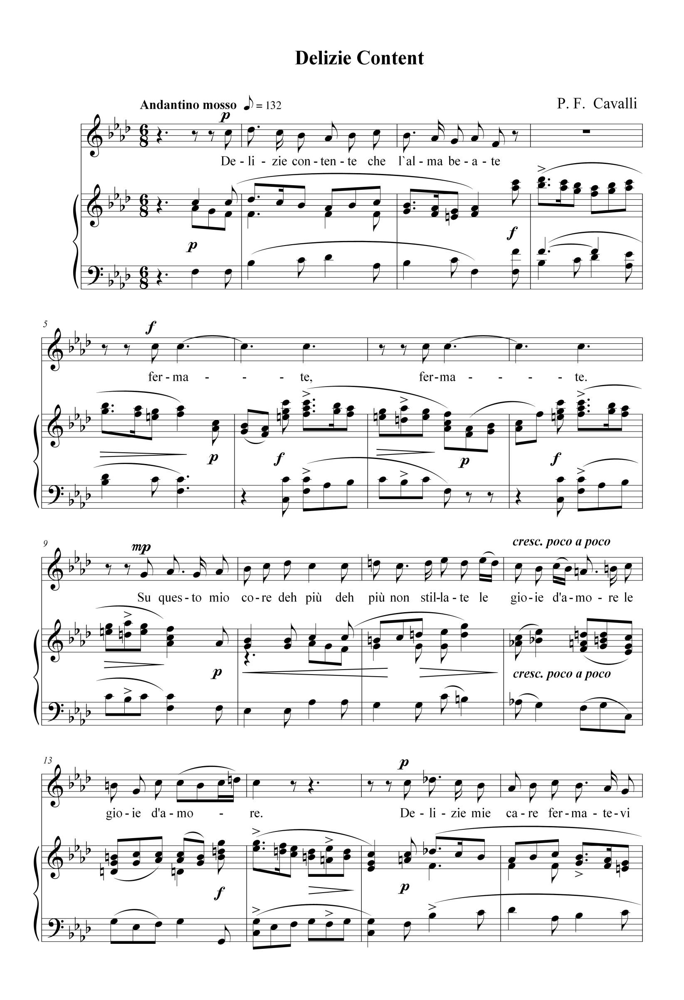 Delizie Content
Andantino mosso = 132
P. F. Cavalli
p
De - li - zie con - ten - te che l`al - ma be - a - te
p
f
5
f
fer - ma - - - te, fer - ma - - - - te.
p f p f
9
mp
cresc. poco a poco
Su ques - to mio co - re deh più deh più non stil - la - te le gio - ie d'a - mo - re le
p
cresc. poco a poco
13
p
gio - ie d'a - mo - re. De - li - zie mie ca - re fer - ma - te - vi
f
p